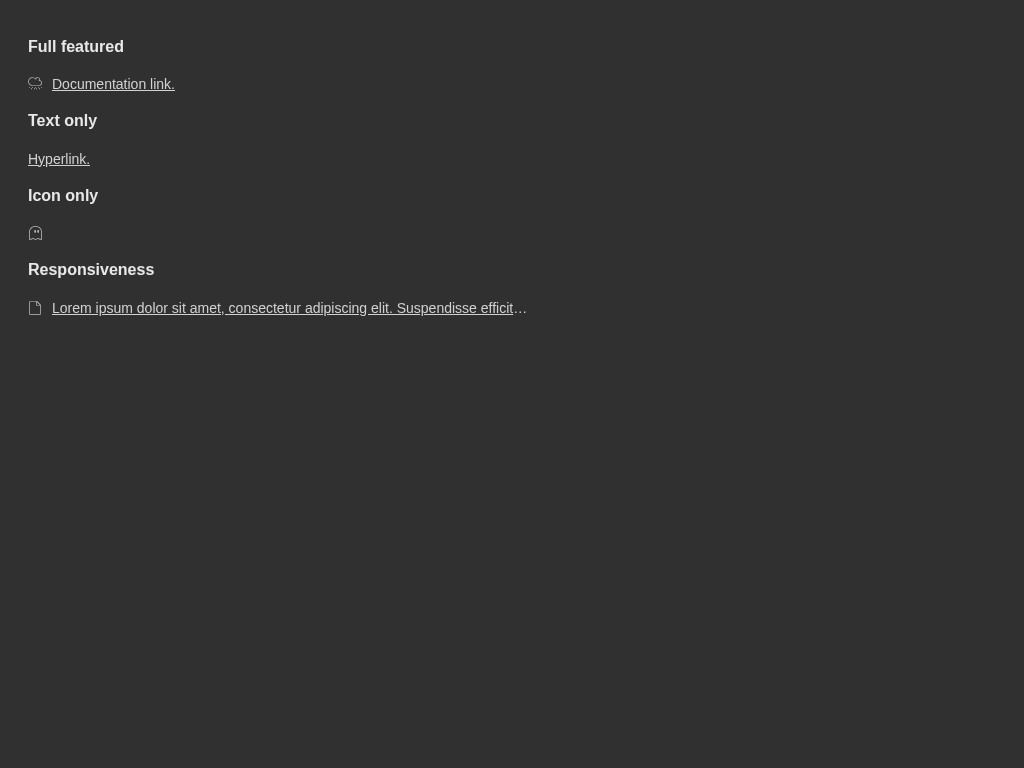 Full featured
Documentation link.
Text only
Hyperlink.
Icon only
Responsiveness
Lorem ipsum dolor sit amet, consectetur adipiscing elit. Suspendisse efficit…